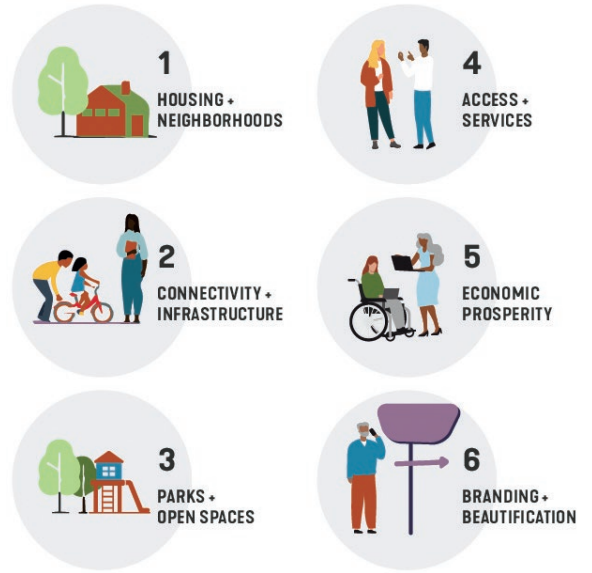 1
HOUSING +
NEIGHBORHOODS
2
CONNECTIVITY +
INFRASTRUCTURE
3
PARKS +
OPEN SPACES
4
ACCESS +
SERVICES
5
ECONOMIC
PROSPERITY
6
BRANDING +
BEAUTIFICATION